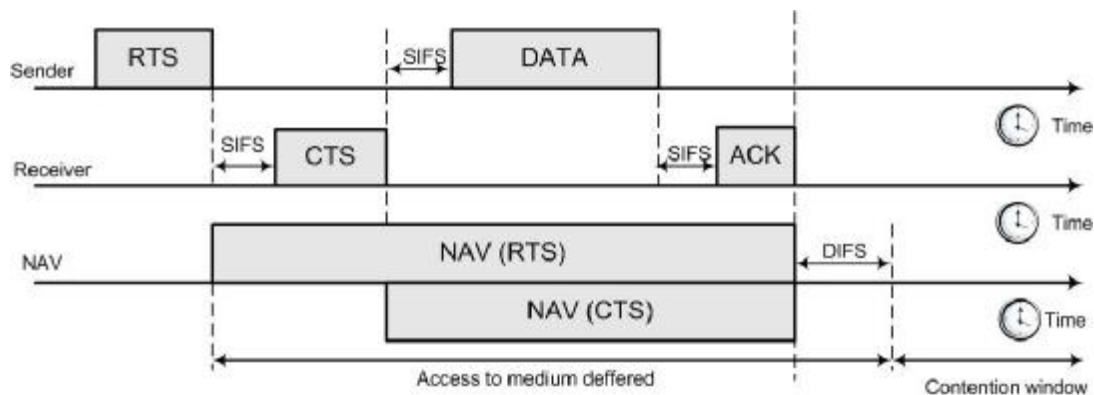 RTS
SIFS
DATA
Sender
Time
SIFS
CTS
SIFS
ACK
Receiver
Time
NAV (RTS)
DIFS
NAV
NAV (CTS)
Time
Access to medium deffered
Contention window